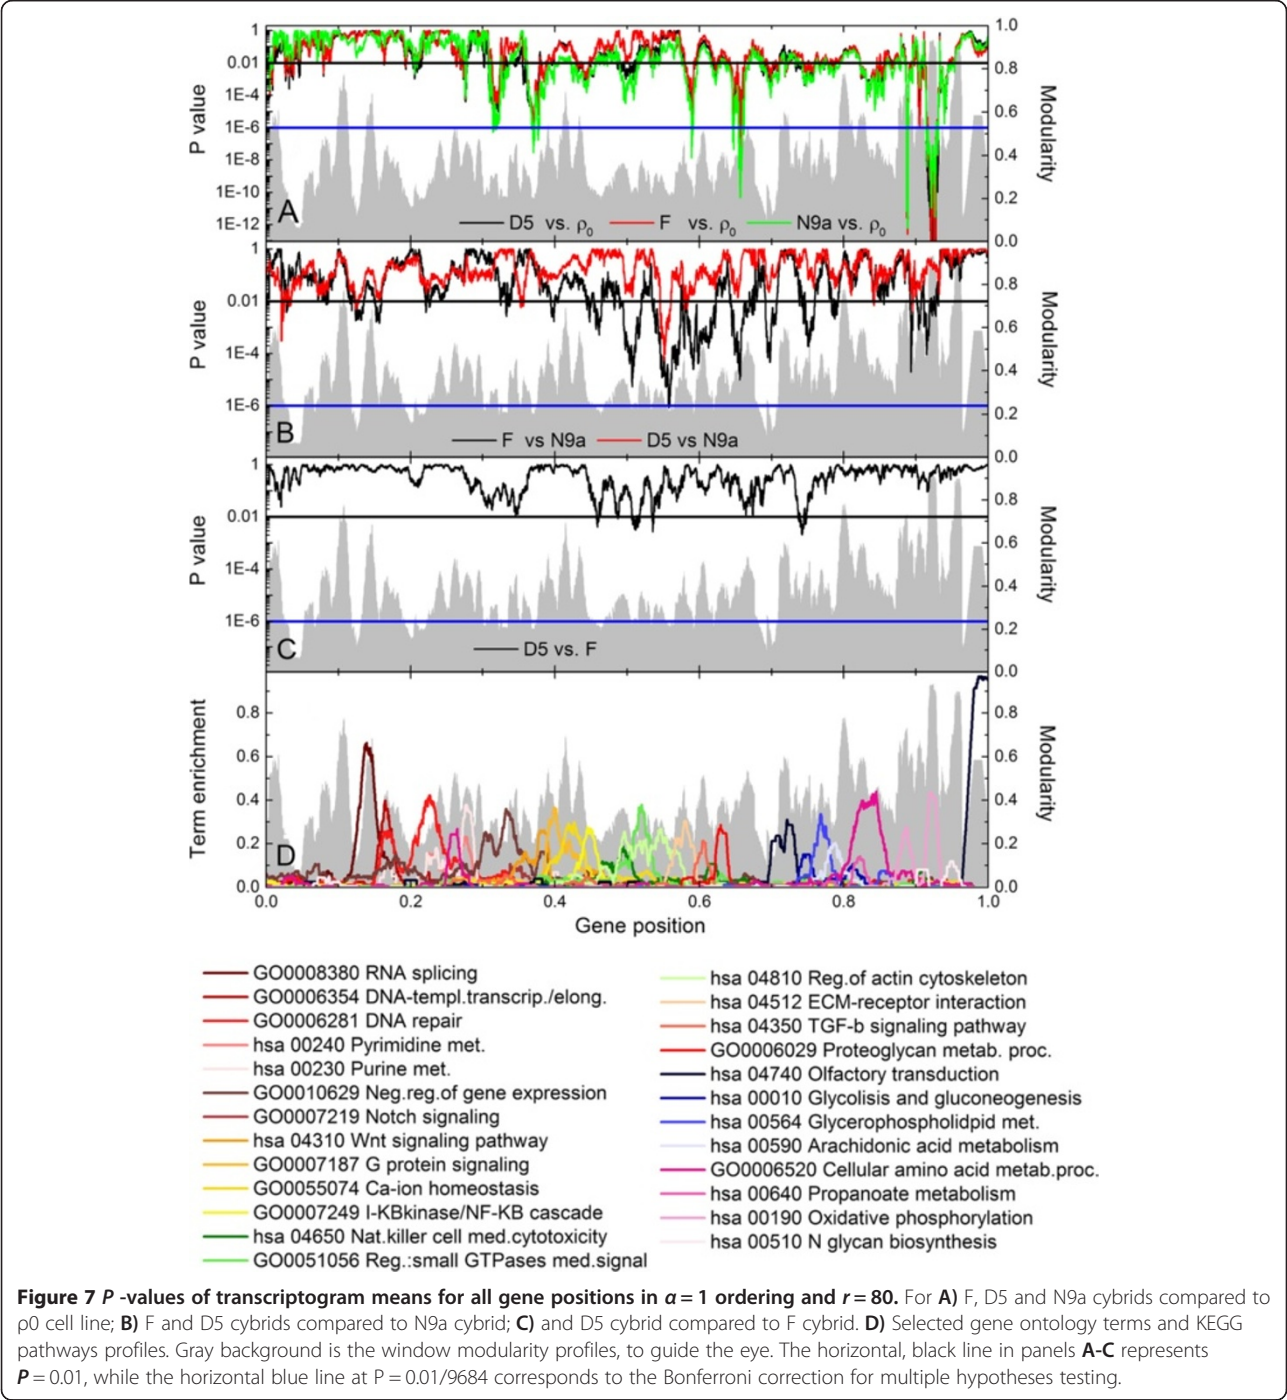 1
0.01
1E-4
1E-6
1E-8
1E-10
1E-12
P value
A
D5 vs. ρ0
F vs. ρ0
N9a vs. ρ0
1.0
0.8
0.6
0.4
0.2
0.0
Modularity
1
0.01
1E-4
1E-6
P value
B
F vs N9a
D5 vs N9a
0.8
0.6
0.4
0.2
0.0
Modularity
1
0.01
1E-4
1E-6
P value
C
D5 vs. F
0.8
0.6
0.4
0.2
0.0
Modularity
0.8
0.6
0.4
0.2
0.0
Term enrichment
D
0.8
0.6
0.4
0.2
0.0
Modularity
0.0 0.2 0.4 0.6 0.8 1.0
Gene position
GO0008380 RNA splicing
GO0006354 DNA-templ.transcrip./elong.
GO0006281 DNA repair
hsa 00240 Pyrimidine met.
hsa 00230 Purine met.
GO0010629 Neg.reg.of gene expression
GO0007219 Notch signaling
hsa 04310 Wnt signaling pathway
GO0007187 G protein signaling
GO0055074 Ca-ion homeostasis
GO0007249 I-KBkinase/NF-KB cascade
hsa 04650 Nat.killer cell med.cytotoxicity
GO0051056 Reg.:small GTPases med.signal
hsa 04810 Reg.of actin cytoskeleton
hsa 04512 ECM-receptor interaction
hsa 04350 TGF-b signaling pathway
GO0006029 Proteoglycan metab. proc.
hsa 04740 Olfactory transduction
hsa 00010 Glycolisis and gluconeogenesis
hsa 00564 Glycerophospholidpid met.
hsa 00590 Arachidonic acid metabolism
GO0006520 Cellular amino acid metab.proc.
hsa 00640 Propanoate metabolism
hsa 00190 Oxidative phosphorylation
hsa 00510 N glycan biosynthesis
Figure 7 P -values of transcriptogram means for all gene positions in α = 1 ordering and r = 80. For A) F, D5 and N9a cybrids compared to
ρ0 cell line; B) F and D5 cybrids compared to N9a cybrid; C) and D5 cybrid compared to F cybrid. D) Selected gene ontology terms and KEGG
pathways profiles. Gray background is the window modularity profiles, to guide the eye. The horizontal, black line in panels A-C represents
P = 0.01, while the horizontal blue line at P = 0.01/9684 corresponds to the Bonferroni correction for multiple hypotheses testing.